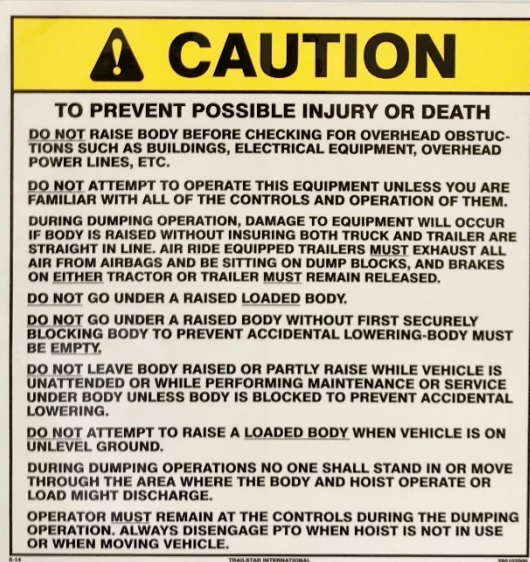 CAUTION
TO PREVENT POSSIBLE INJURY OR DEATH
DO NOT RAISE BODY BEFORE CHECKING FOR OVERHEAD OBSTUC-
TIONS SUCH AS BUILDINGS, ELECTRICAL EQUIPMENT, OVERHEAD
POWER LINES, ETC.
DO NOT ATTEMPT TO OPERATE THIS EQUIPMENT UNLESS YOU ARE
FAMILIAR WITH ALL OF THE CONTROLS AND OPERATION OF THEM.
DURING DUMPING OPERATION, DAMAGE TO EQUIPMENT WILL OCCUR
IF BODY IS RAISED WITHOUT INSURING BOTH TRUCK AND TRAILER ARE
STRAIGHT IN LINE. AIR RIDE EQUIPPED TRAILERS MUST EXHAUST ALL
AIR FROM AIRBAGS AND BE SITTING ON DUMP BLOCKS, AND BRAKES
ON EITHER TRACTOR OR TRAILER MUST REMAIN RELEASED.
DO NOT GO UNDER A RAISED LOADED BODY.
DO NOT GO UNDER A RAISED BODY WITHOUT FIRST SECURELY
BLOCKING BODY TO PREVENT ACCIDENTAL LOWERING-BODY MUST
BE EMPTY.
DO NOT LEAVE BODY RAISED OR PARTLY RAISE WHILE VEHICLE IS
UNATTENDED OR WHILE PERFORMING MAINTENANCE OR SERVICE
UNDER BODY UNLESS BODY IS BLOCKED TO PREVENT ACCIDENTAL
LOWERING.
DO NOT ATTEMPT TO RAISE A LOADED BODY WHEN VEHICLE IS ON
UNLEVEL GROUND.
DURING DUMPING OPERATIONS NO ONE SHALL STAND IN OR MOVE
THROUGH THE AREA WHERE THE BODY AND HOIST OPERATE OR
LOAD MIGHT DISCHARGE.
OPERATOR MUST REMAIN AT THE CONTROLS DURING THE DUMPING
OPERATION. ALWAYS DISENGAGE PTO WHEN HOIST IS NOT IN USE
OR WHEN MOVING VEHICLE.
TRAILSTAR INTERNATIONAL